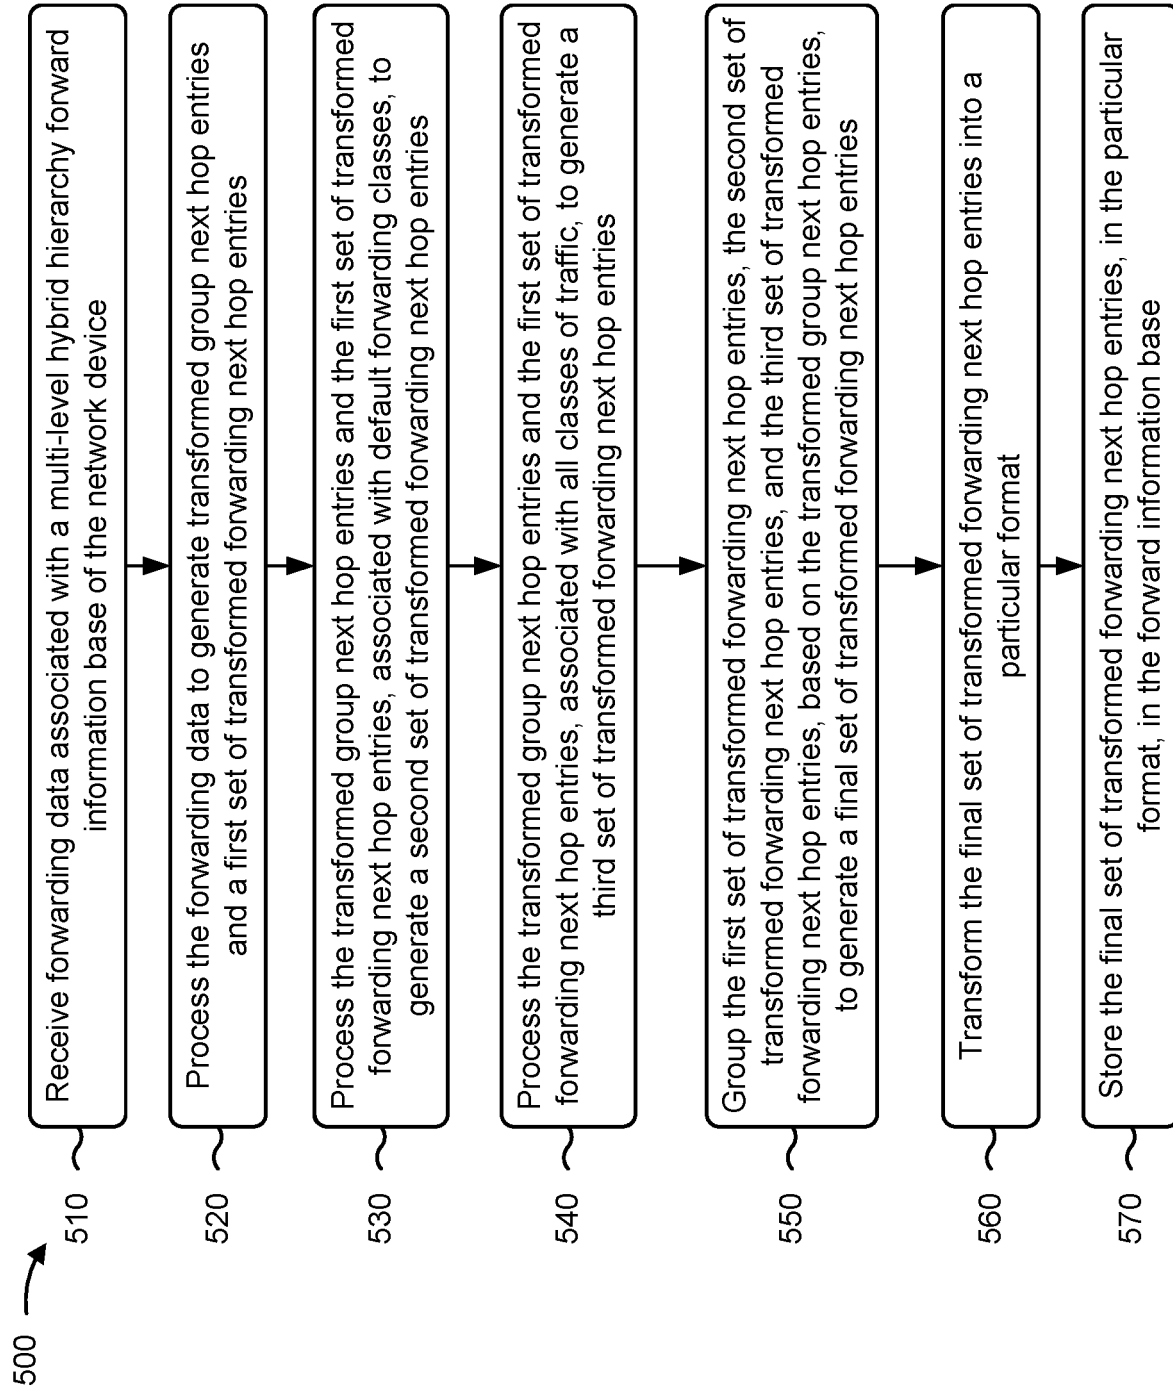 500
510
Receive forwarding data associated with a multi-level hybrid hierarchy forward
information base of the network device
520
Process the forwarding data to generate transformed group next hop entries
and a first set of transformed forwarding next hop entries
530
Process the transformed group next hop entries and the first set of transformed
forwarding next hop entries, associated with default forwarding classes, to
generate a second set of transformed forwarding next hop entries
540
Process the transformed group next hop entries and the first set of transformed
forwarding next hop entries, associated with all classes of traffic, to generate a
third set of transformed forwarding next hop entries
550
Group the first set of transformed forwarding next hop entries, the second set of
transformed forwarding next hop entries, and the third set of transformed
forwarding next hop entries, based on the transformed group next hop entries,
to generate a final set of transformed forwarding next hop entries
560
Transform the final set of transformed forwarding next hop entries into a
particular format
570
Store the final set of transformed forwarding next hop entries, in the particular
format, in the forward information base